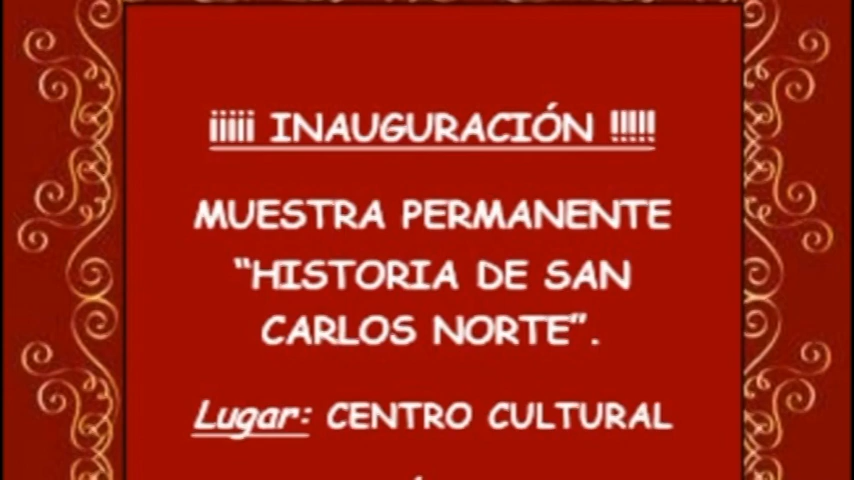 ¡¡¡¡¡ INAUGURACIÓN !!!!!
MUESTRA PERMANENTE
“HISTORIA DE SAN
CARLOS NORTE”.
Lugar: CENTRO CULTURAL